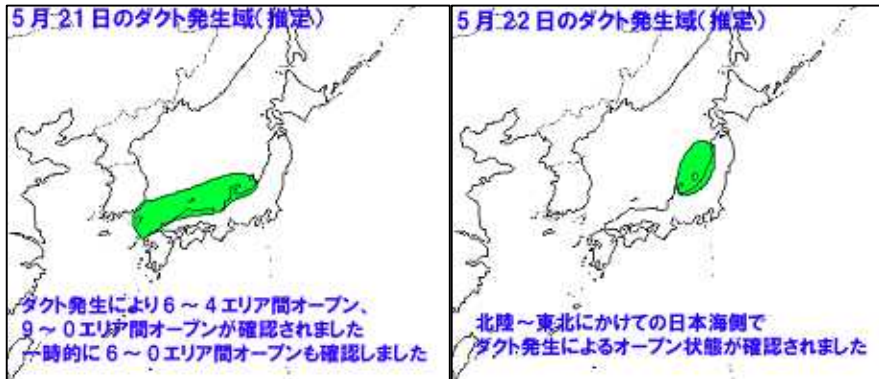 5月21日のダクト発生域(推定)
ダクト発生により6~4エリア間オープン、
9~0エリア間オープンが確認されました
一時的に6~0エリア間オープンも確認しました
5月22日のダクト発生域(推定)
北陸~東北にかけての日本海側で
ダクト発生によるオープン状態が確認されました